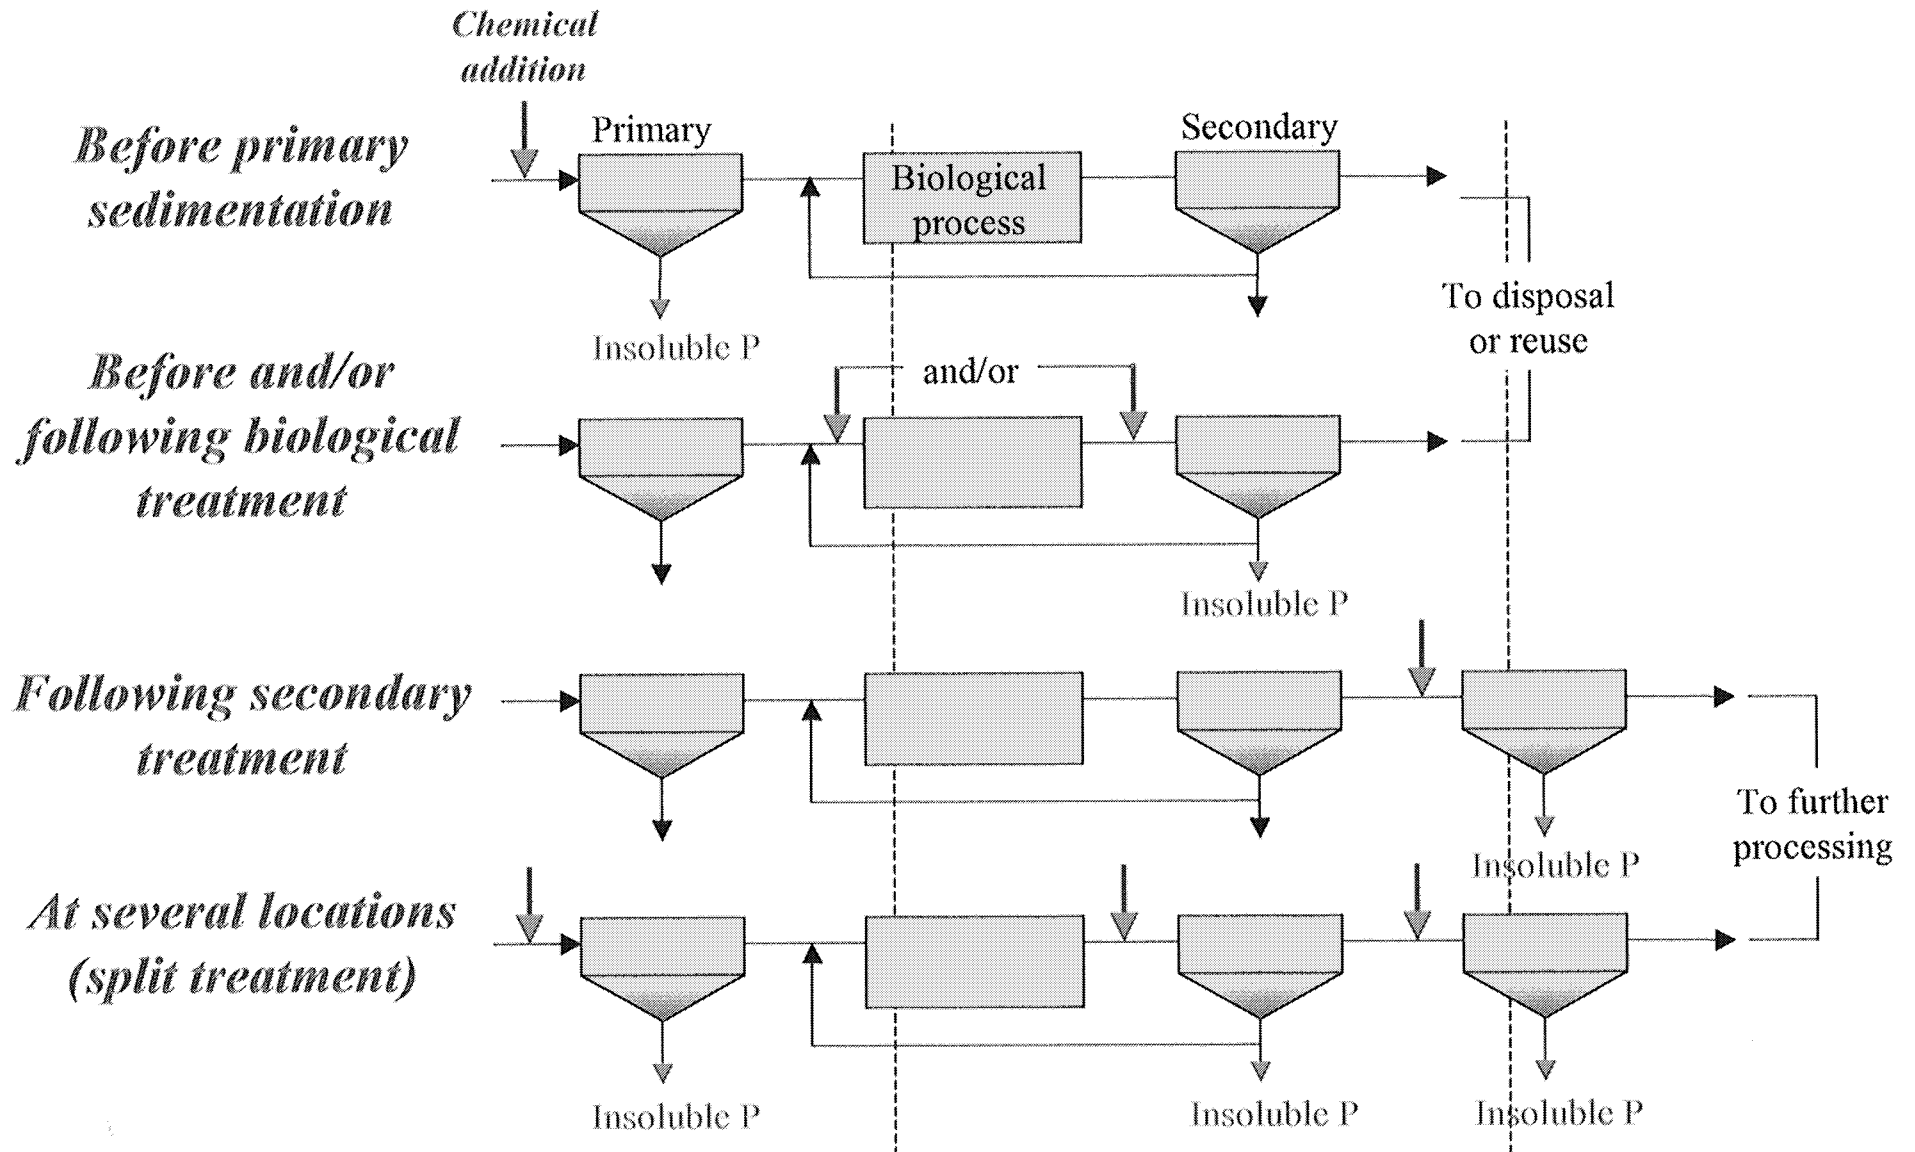 Chemical
addition
Before primary
sedimentation
Primary
Biological
process
Secondary
To disposal
or reuse
Insoluble P
Before and/or
following biological
treatment
and/or
Insoluble P
Following secondary
treatment
To further
processing
Insoluble P
At several locations
(split treatment)
Insoluble P
Insoluble P
Insoluble P